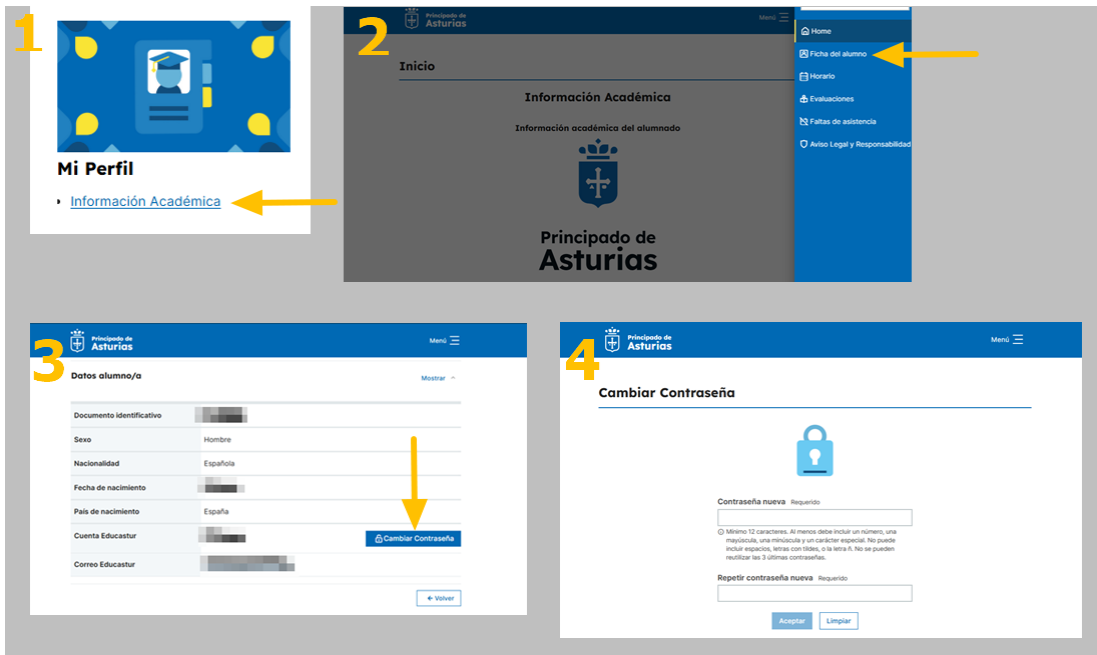 1
Mi Perfil
Información Académica
2
Principado de
Asturias
Menú
Inicio
Información Académica
Información académica del alumnado
Principado de
Asturias
Home
Ficha del alumno
Horario
Evaluaciones
Faltas de asistencia
Aviso Legal y Responsabilidad
3
Principado de
Asturias
Menú
Datos alumno/a
Mostrar
Documento identificativo
Sexo Hombre
Nacionalidad Española
Fecha de nacimiento
País de nacimiento España
Cuenta Educastur
Cambiar Contraseña
Correo Educastur
← Volver
4
Principado de
Asturias
Menú
Cambiar Contraseña
Contraseña nueva Requerido
Mínimo 12 caracteres. Al menos debe incluir un número, una
mayúscula, una minúscula y un carácter especial. No puede
incluir espacios, letras con tildes, o la letra ñ. No se pueden
reutilizar las 3 últimas contraseñas.
Repetir contraseña nueva Requerido
Aceptar
Limpiar